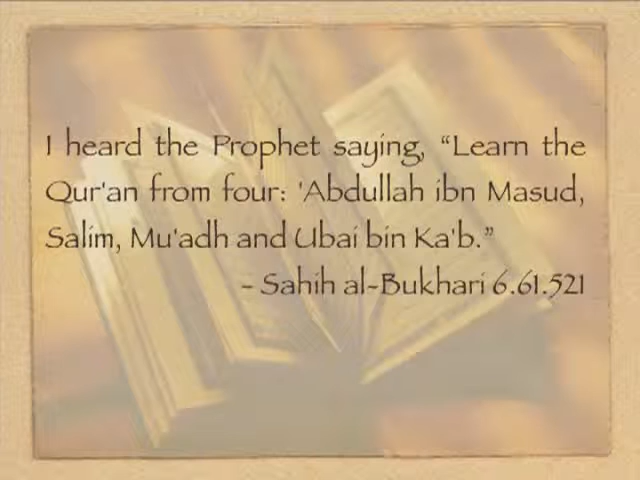 I heard the Prophet saying, “Learn the
Qur'an from four: 'Abdullah ibn Masud,
Salim, Mu'adh and Ubai bin Ka'b.”
– Sahih al-Bukhari 6.61.521